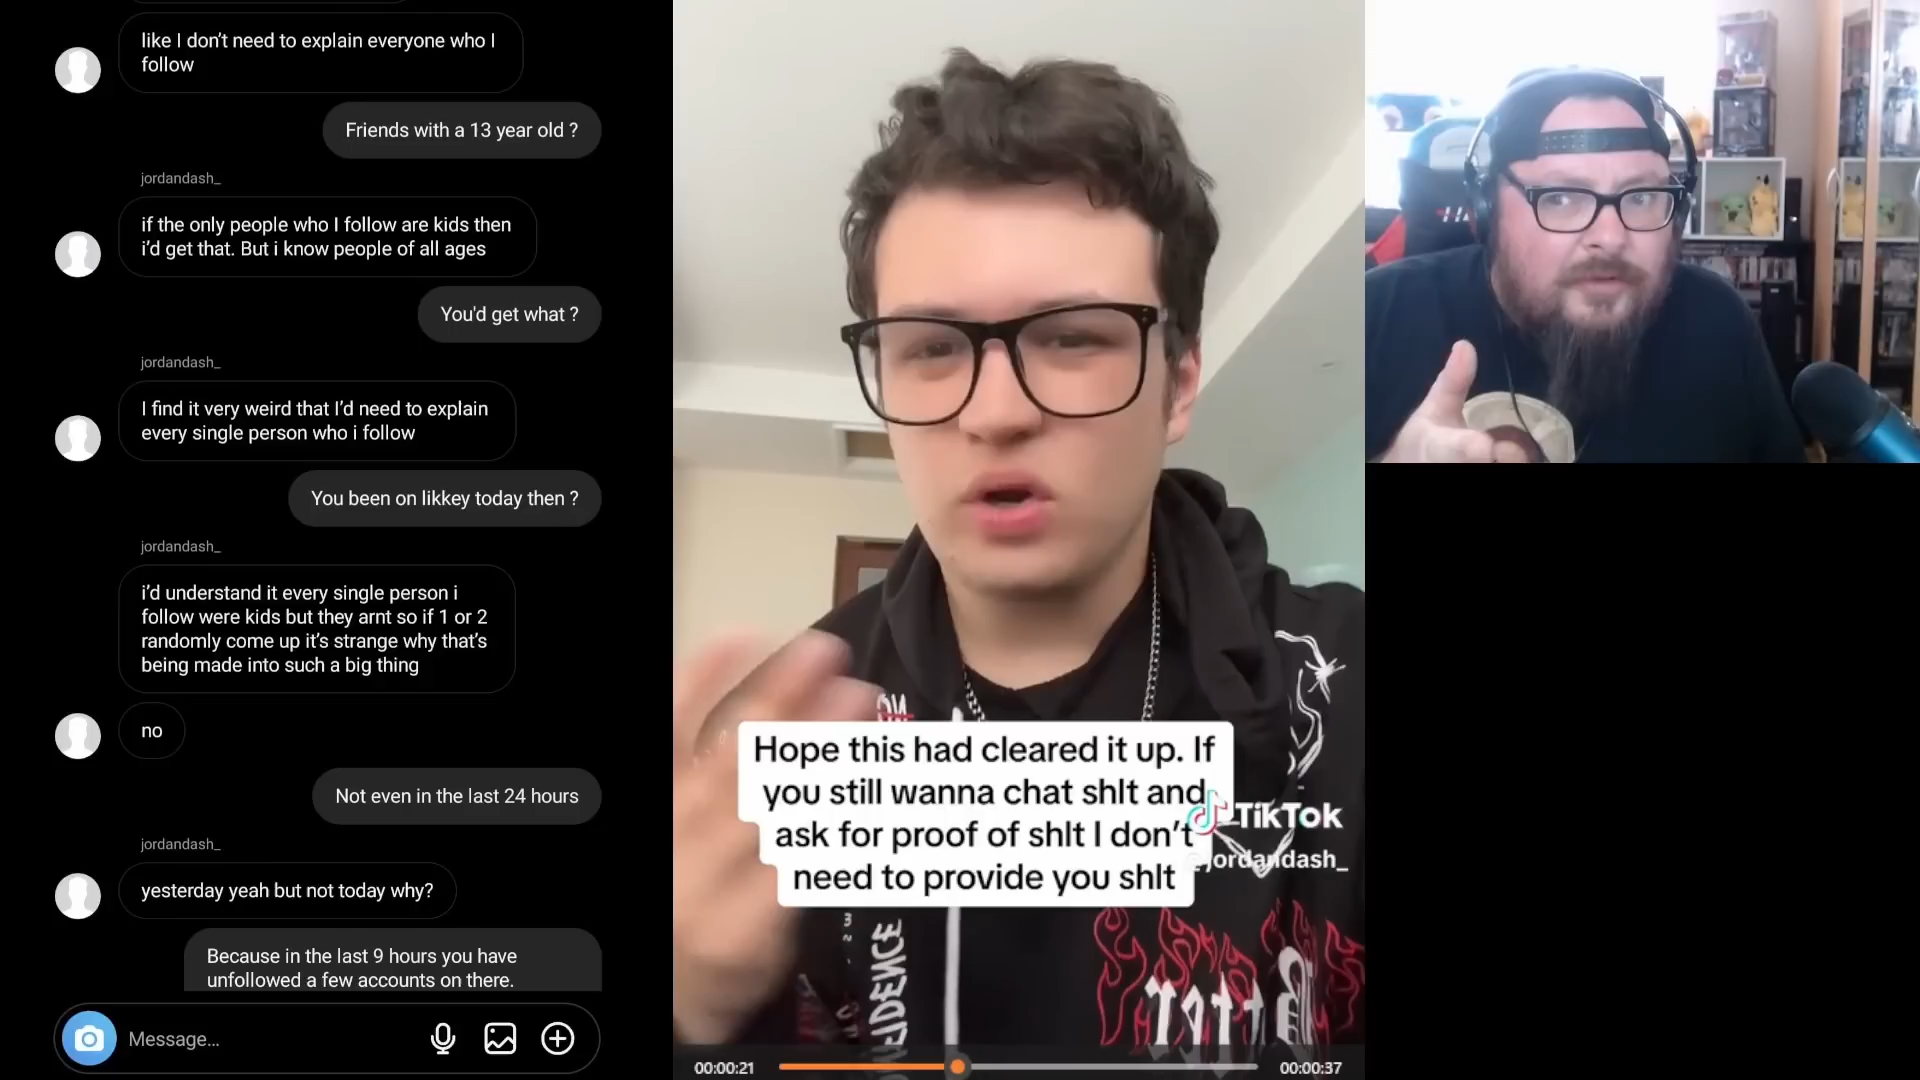 like I don't need to explain everyone who I
follow
Friends with a 13 year old ?
jordandash_
if the only people who I follow are kids then
i'd get that. But i know people of all ages
You'd get what ?
jordandash_
I find it very weird that I'd need to explain
every single person who i follow
You been on likkey today then ?
jordandash_
i'd understand it every single person i
follow were kids but they arnt so if 1 or 2
randomly come up it's strange why that's
being made into such a big thing
no
Not even in the last 24 hours
jordandash_
yesterday yeah but not today why?
Because in the last 9 hours you have
unfollowed a few accounts on there.
Message...
Hope this had cleared it up. If
you still wanna chat shlt and
ask for proof of shlt I don't
need to provide you shlt
TikTok
@jordandash_
00:00:21
00:00:37